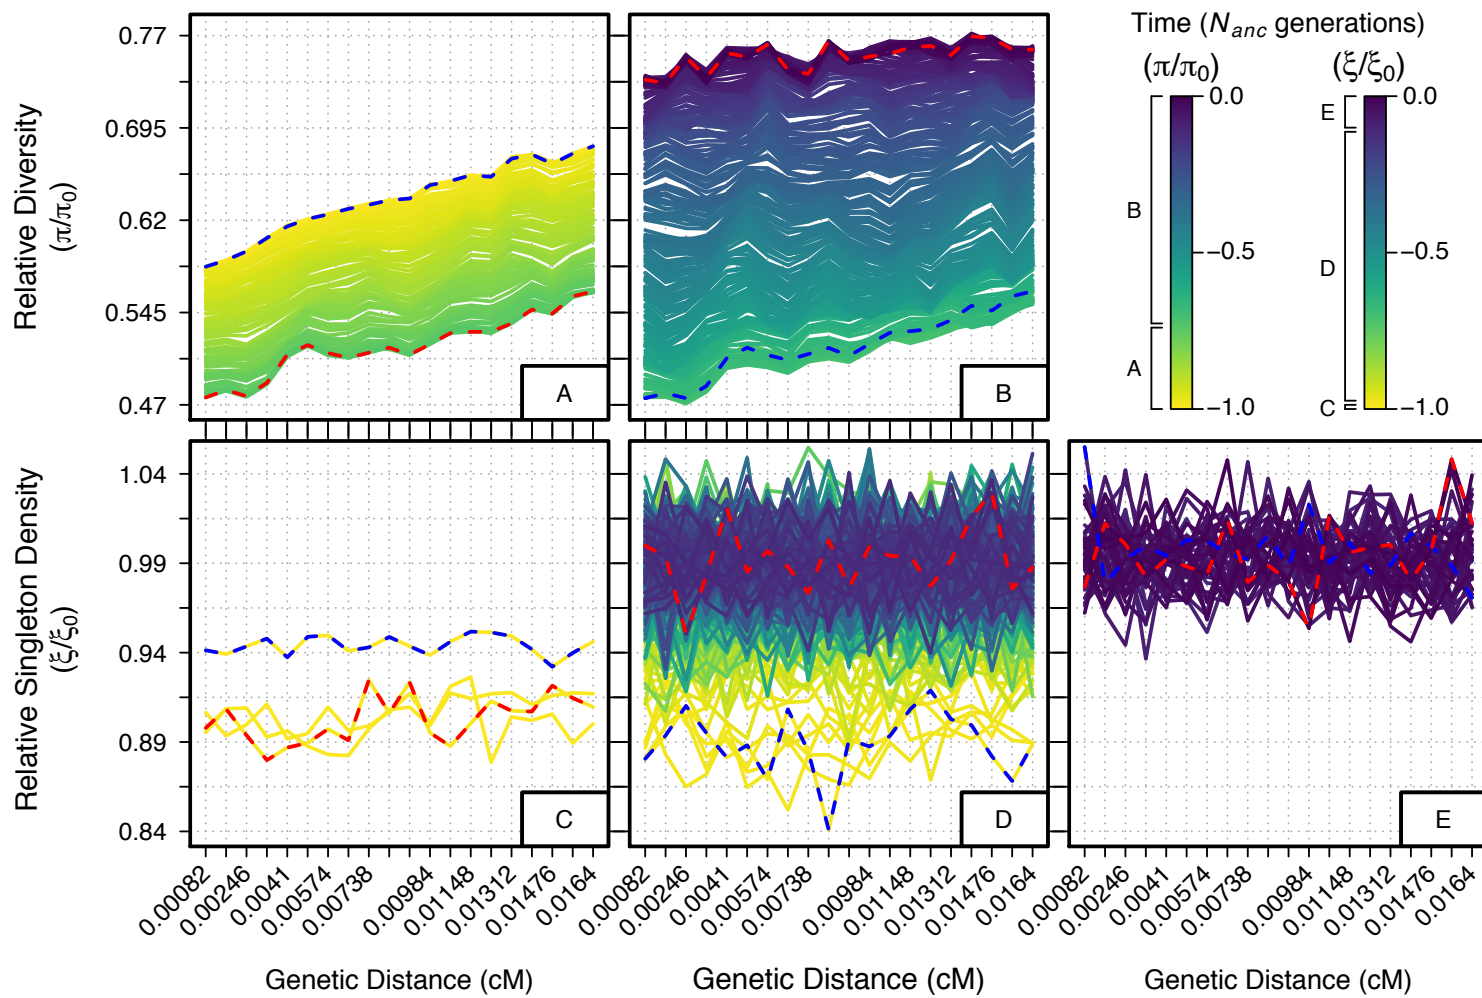 Time (Nanc generations)
(π/π0)
(ξ/ξ0)
0.0
−0.5
−1.0
B
A
0.0
−0.5
−1.0
E
D
C
Relative Diversity
(π/π0)
0.77
0.695
0.62
0.545
0.47
A
B
Relative Singleton Density
(ξ/ξ0)
1.04
0.99
0.94
0.89
0.84
C
D
E
0.00082
0.00246
0.0041
0.00574
0.00738
0.00984
0.01148
0.01312
0.01476
0.0164
0.00082
0.00246
0.0041
0.00574
0.00738
0.00984
0.01148
0.01312
0.01476
0.0164
0.00082
0.00246
0.0041
0.00574
0.00738
0.00984
0.01148
0.01312
0.01476
0.0164
Genetic Distance (cM)
Genetic Distance (cM)
Genetic Distance (cM)